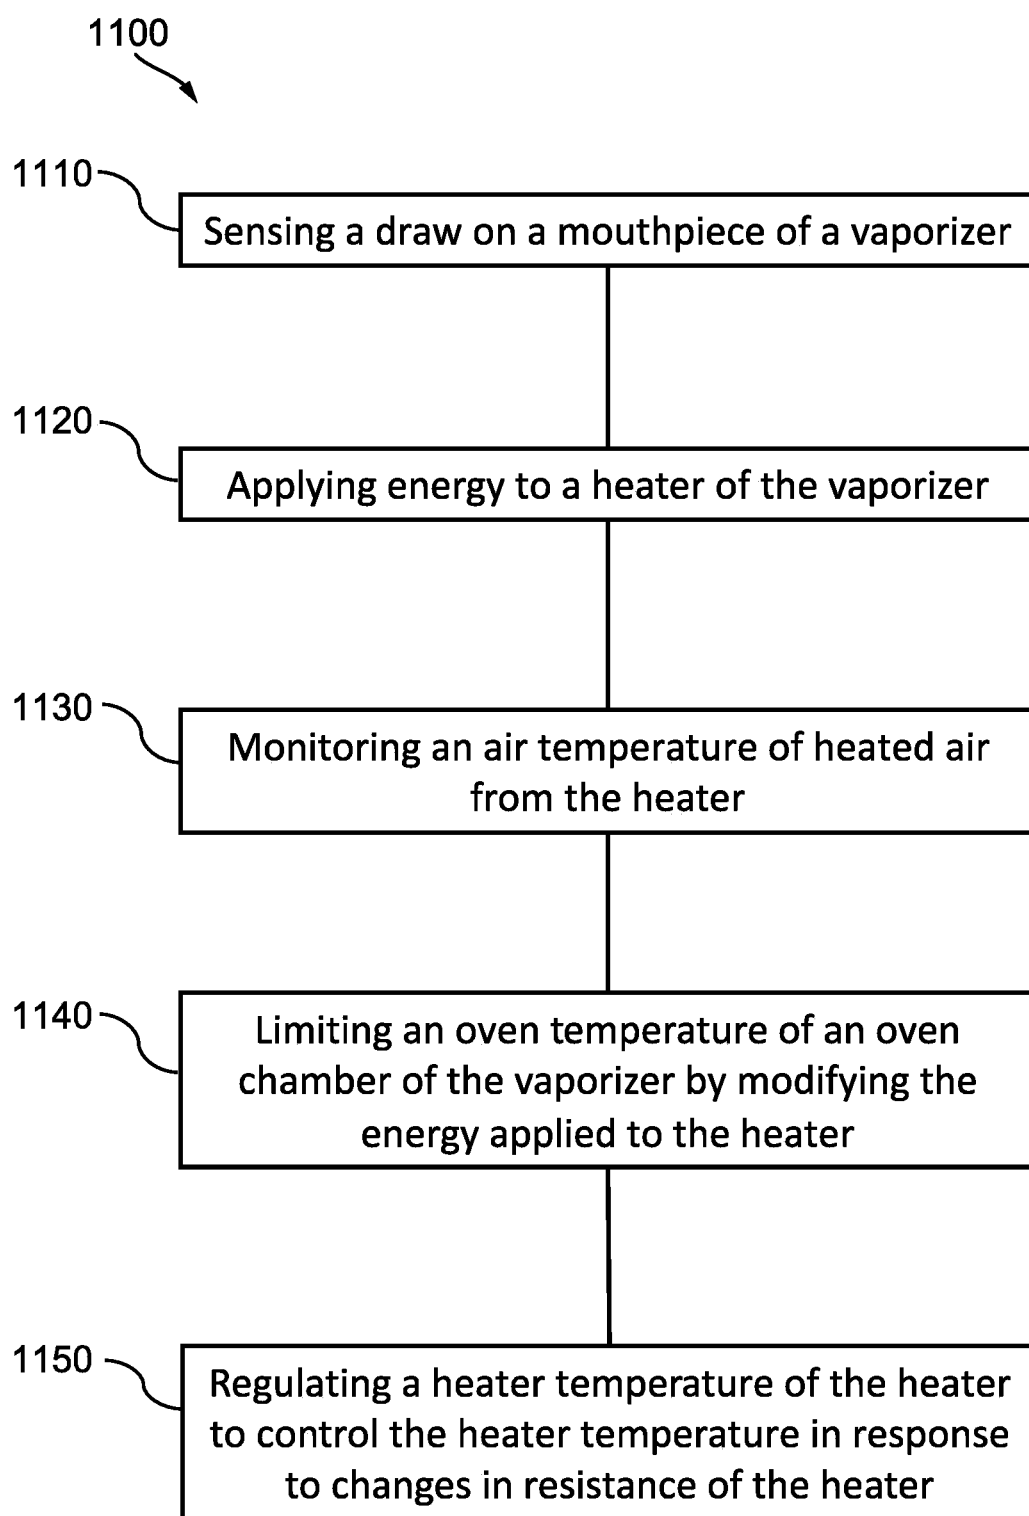 1100
1110
Sensing a draw on a mouthpiece of a vaporizer
1120
Applying energy to a heater of the vaporizer
1130
Monitoring an air temperature of heated air
from the heater
1140
Limiting an oven temperature of an oven
chamber of the vaporizer by modifying the
energy applied to the heater
1150
Regulating a heater temperature of the heater
to control the heater temperature in response
to changes in resistance of the heater